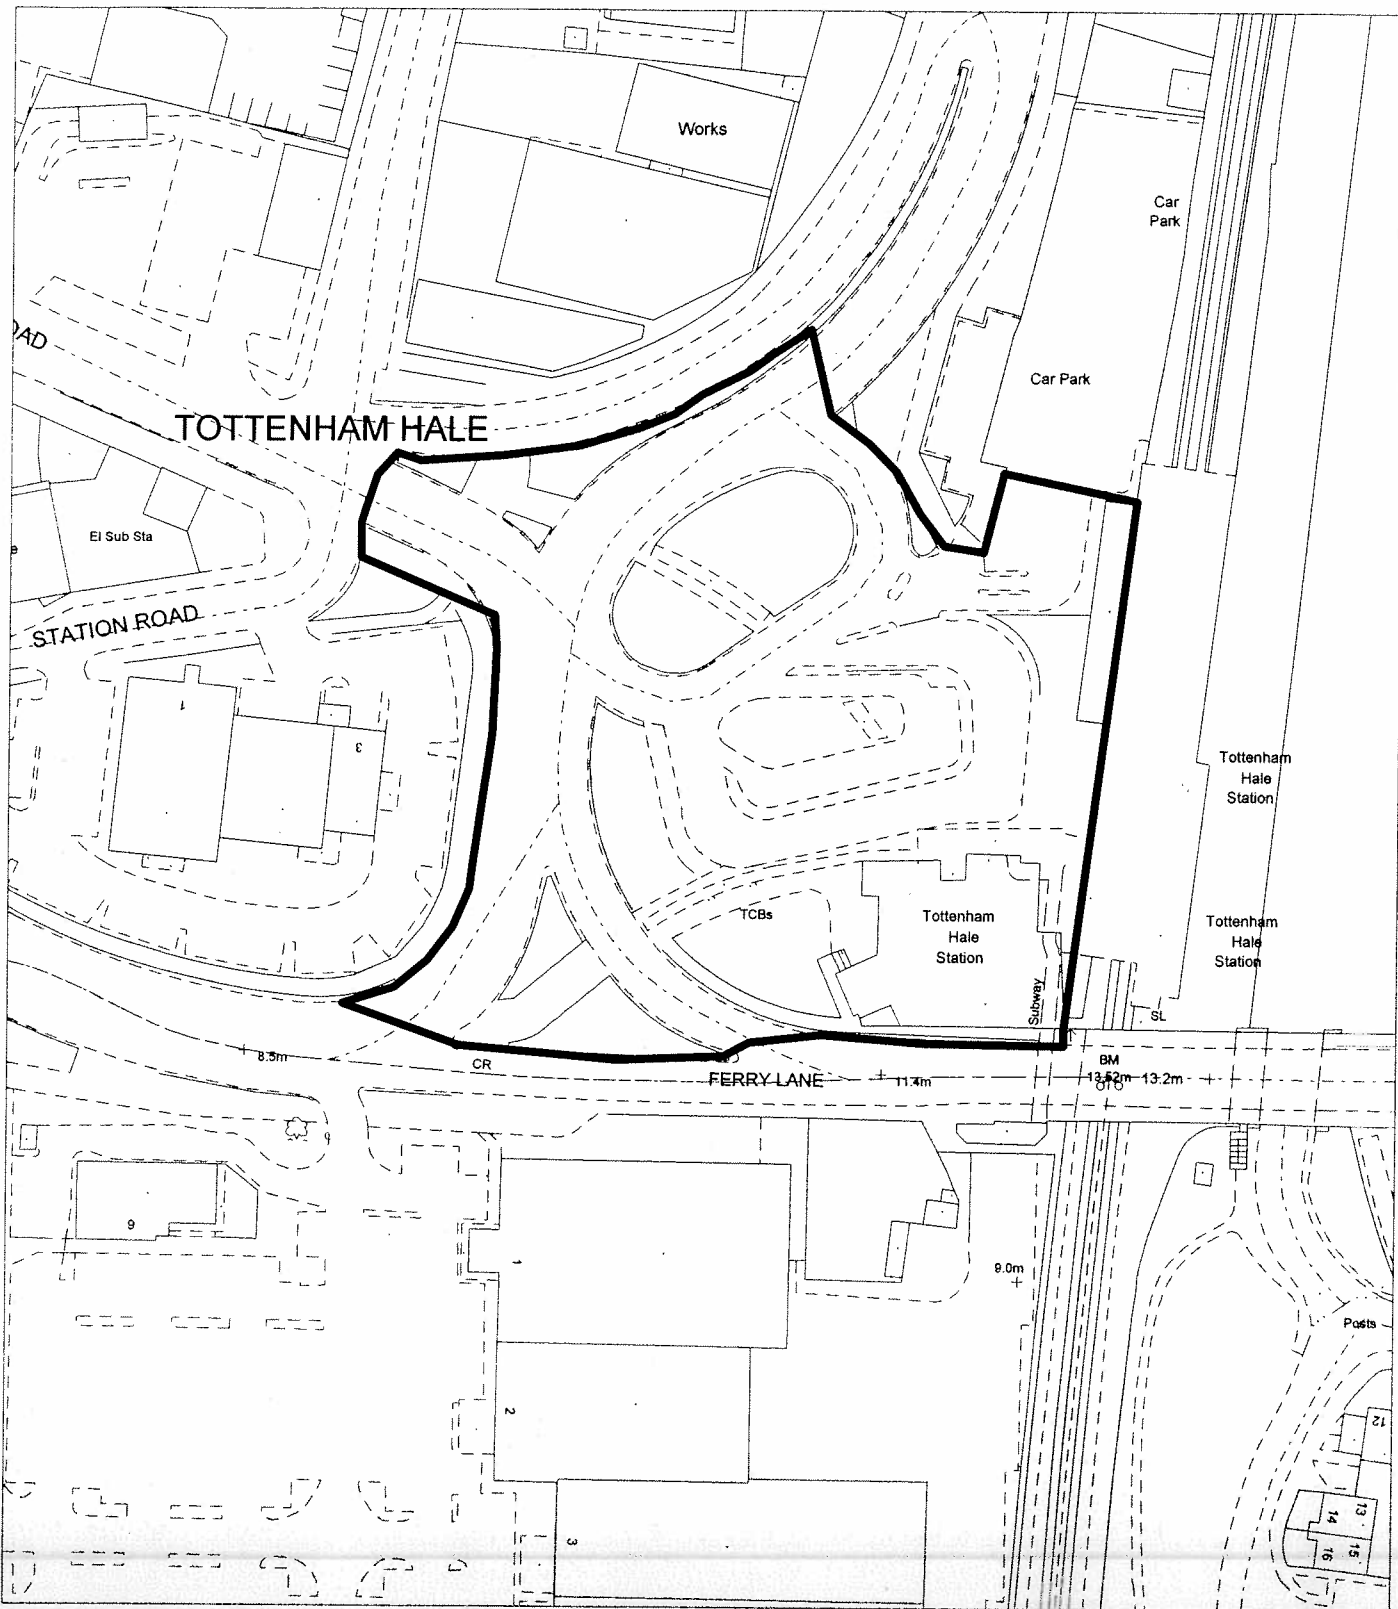 Works
Car
Park
OAD
Car Park
TOTTENHAM HALE
El Sub Sta
e
STATION ROAD
1
3
Tottenham
Hale
Station
TCBs
Tottenham
Hale
Station
Tottenham
Hale
Station
Subway
SL
8.5m
CR
FERRY LANE
11.4m
BM
13.52m
13.2m
9
1
9.0m
Posts
2
12
3
13
14
15
16